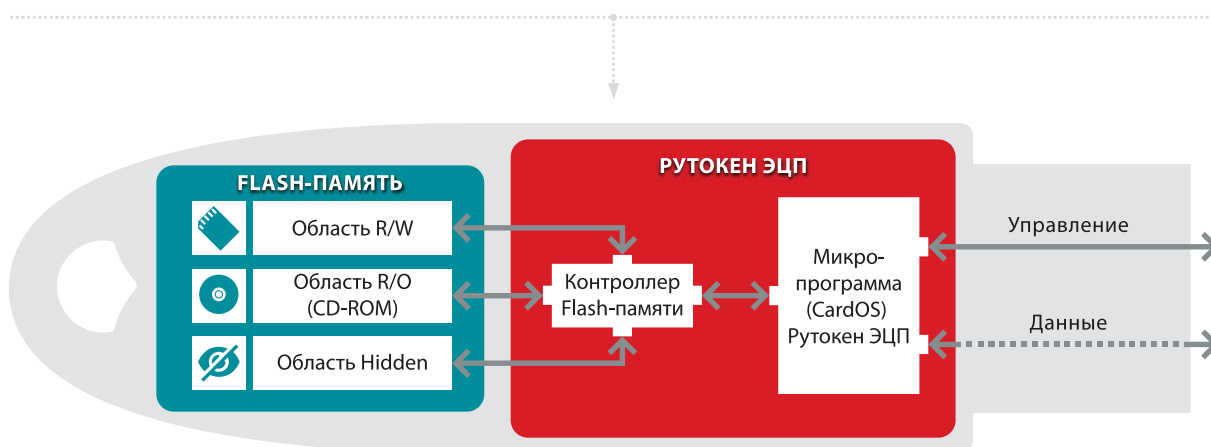 FLASH-ПАМЯТЬ
Область R/W
Область R/O
(CD-ROM)
Область Hidden
РУТОКЕН ЭЦП
Контроллер
Flash-памяти
Микро-
программа
(CardOS)
Рутокен ЭЦП
Управление
Данные